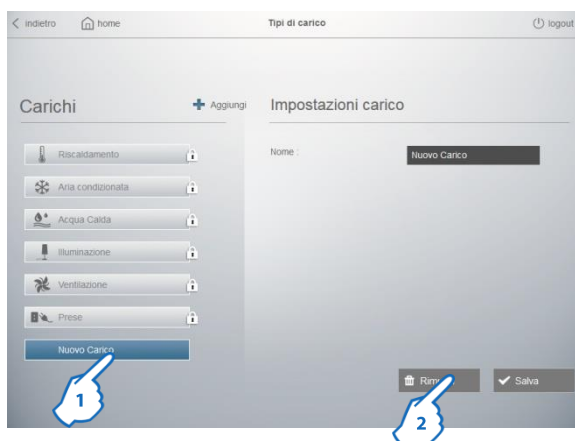 indietro home Tipi di carico logout
Carichi Aggiungi Impostazioni carico
Riscaldamento Nome : Nuovo Carico
Aria condizionata
Acqua Calda
Illuminazione
Ventilazione
Prese
Nuovo Carico
Salva
1
2